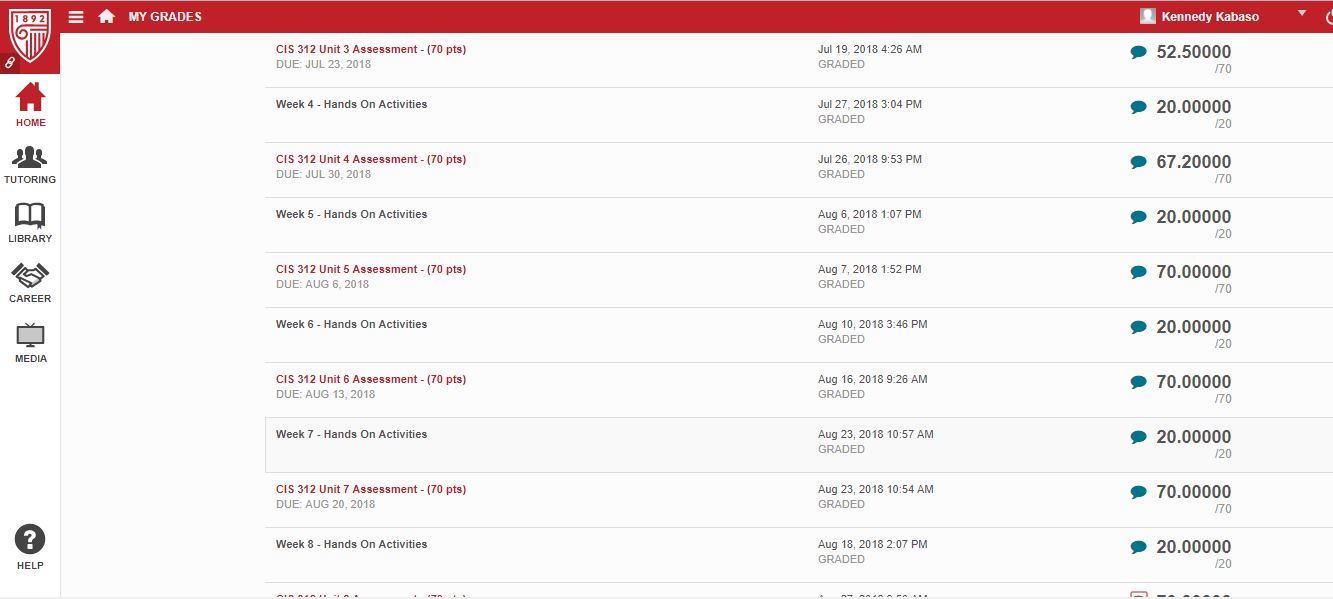 1892
MY GRADES
Kennedy Kabaso
HOME
TUTORING
LIBRARY
CAREER
MEDIA
HELP
CIS 312 Unit 3 Assessment - (70 pts)
DUE: JUL 23, 2018
Jul 19, 2018 4:26 AM
GRADED
52.50000
/70
Week 4 - Hands On Activities
Jul 27, 2018 3:04 PM
GRADED
20.00000
/20
CIS 312 Unit 4 Assessment - (70 pts)
DUE: JUL 30, 2018
Jul 26, 2018 9:53 PM
GRADED
67.20000
/70
Week 5 - Hands On Activities
Aug 6, 2018 1:07 PM
GRADED
20.00000
/20
CIS 312 Unit 5 Assessment - (70 pts)
DUE: AUG 6, 2018
Aug 7, 2018 1:52 PM
GRADED
70.00000
/70
Week 6 - Hands On Activities
Aug 10, 2018 3:46 PM
GRADED
20.00000
/20
CIS 312 Unit 6 Assessment - (70 pts)
DUE: AUG 13, 2018
Aug 16, 2018 9:26 AM
GRADED
70.00000
/70
Week 7 - Hands On Activities
Aug 23, 2018 10:57 AM
GRADED
20.00000
/20
CIS 312 Unit 7 Assessment - (70 pts)
DUE: AUG 20, 2018
Aug 23, 2018 10:54 AM
GRADED
70.00000
/70
Week 8 - Hands On Activities
Aug 18, 2018 2:07 PM
GRADED
20.00000
/20